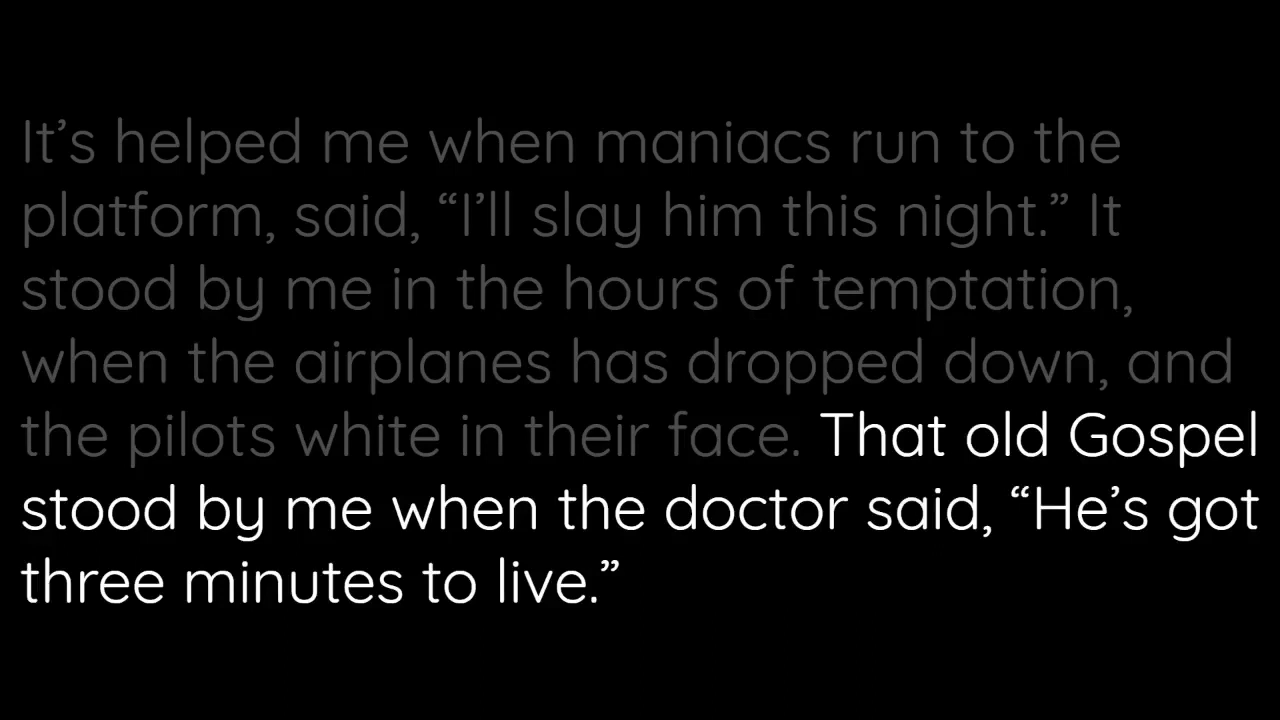 It’s helped me when maniacs run to the
platform, said, “I’ll slay him this night.” It
stood by me in the hours of temptation,
when the airplanes has dropped down, and
the pilots white in their face. That old Gospel
stood by me when the doctor said, “He’s got
three minutes to live.”